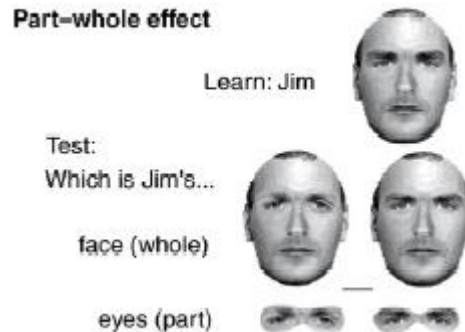 Part–whole effect
Learn: Jim
Test:
Which is Jim's...
face (whole)
eyes (part)